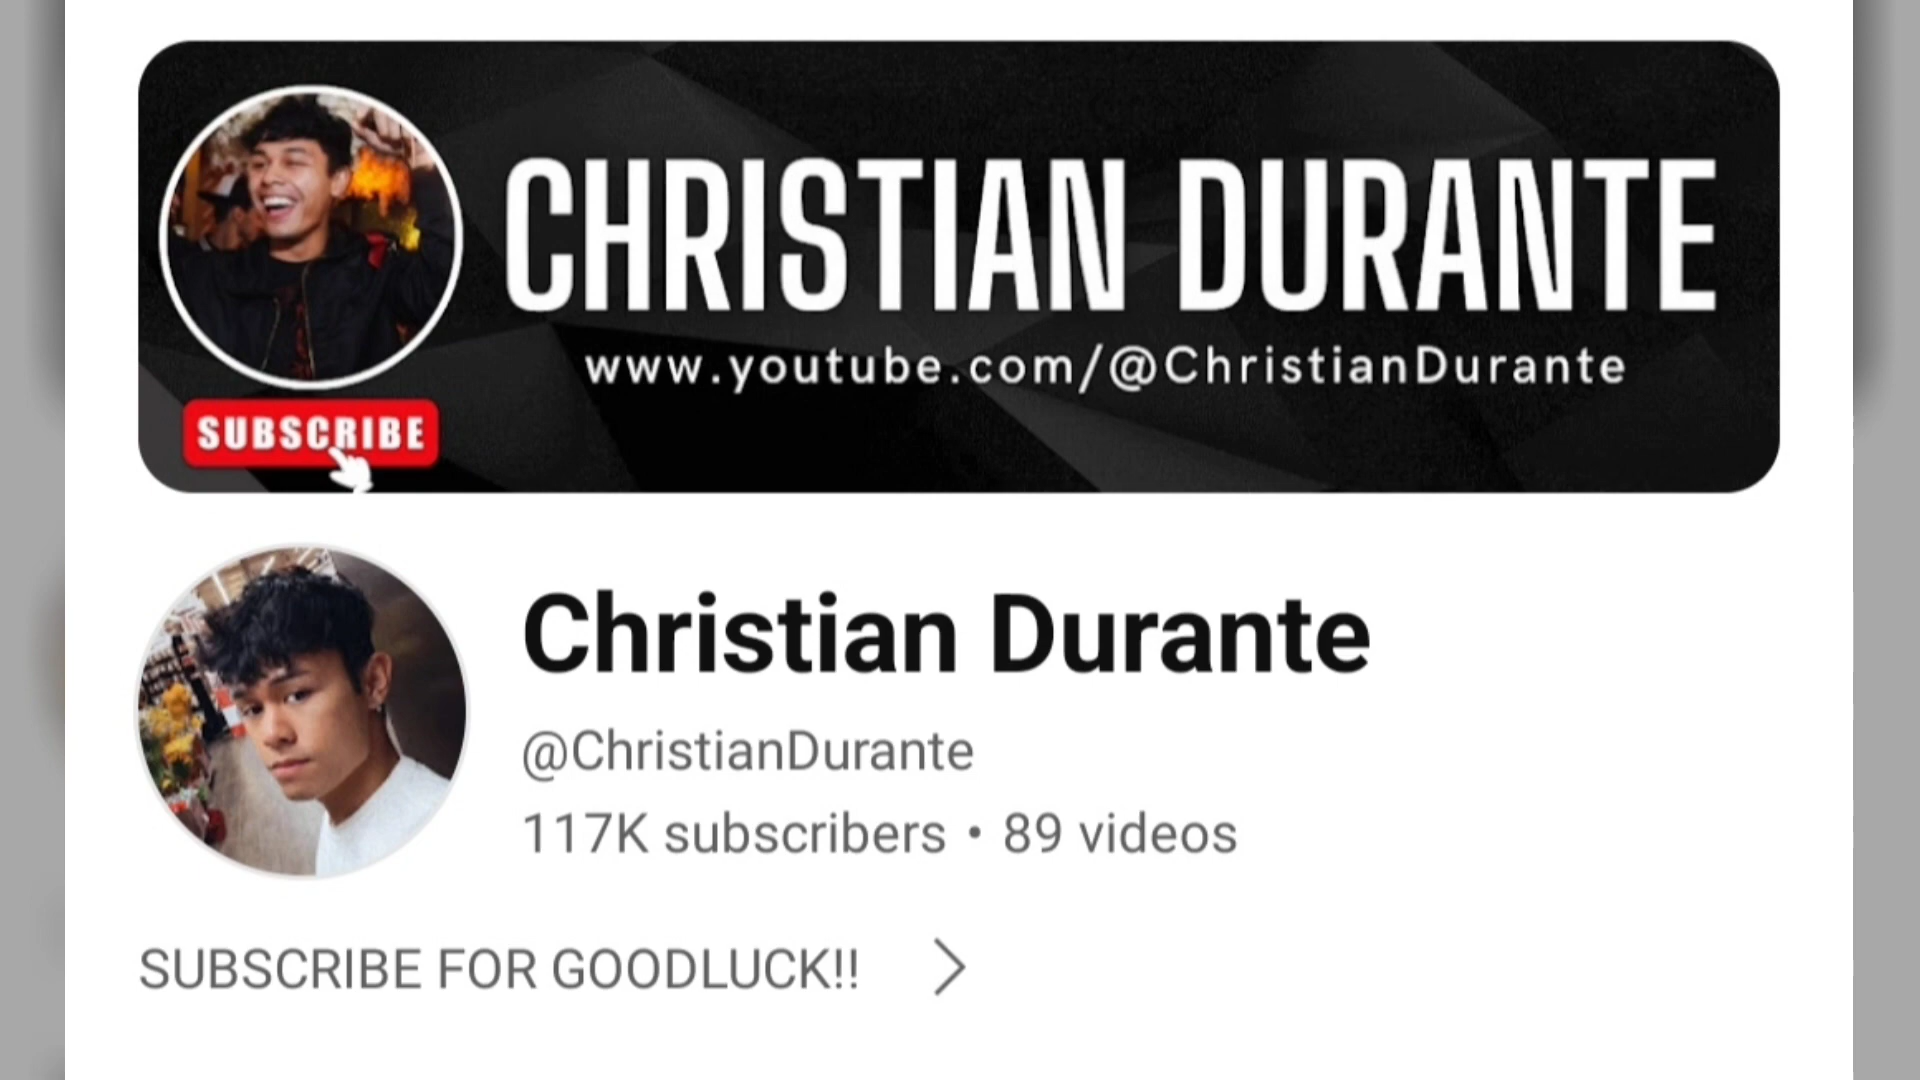 CHRISTIAN DURANTE
www.youtube.com/@ChristianDurante
SUBSCRIBE
Christian Durante
@ChristianDurante
117K subscribers • 89 videos
SUBSCRIBE FOR GOODLUCK!!